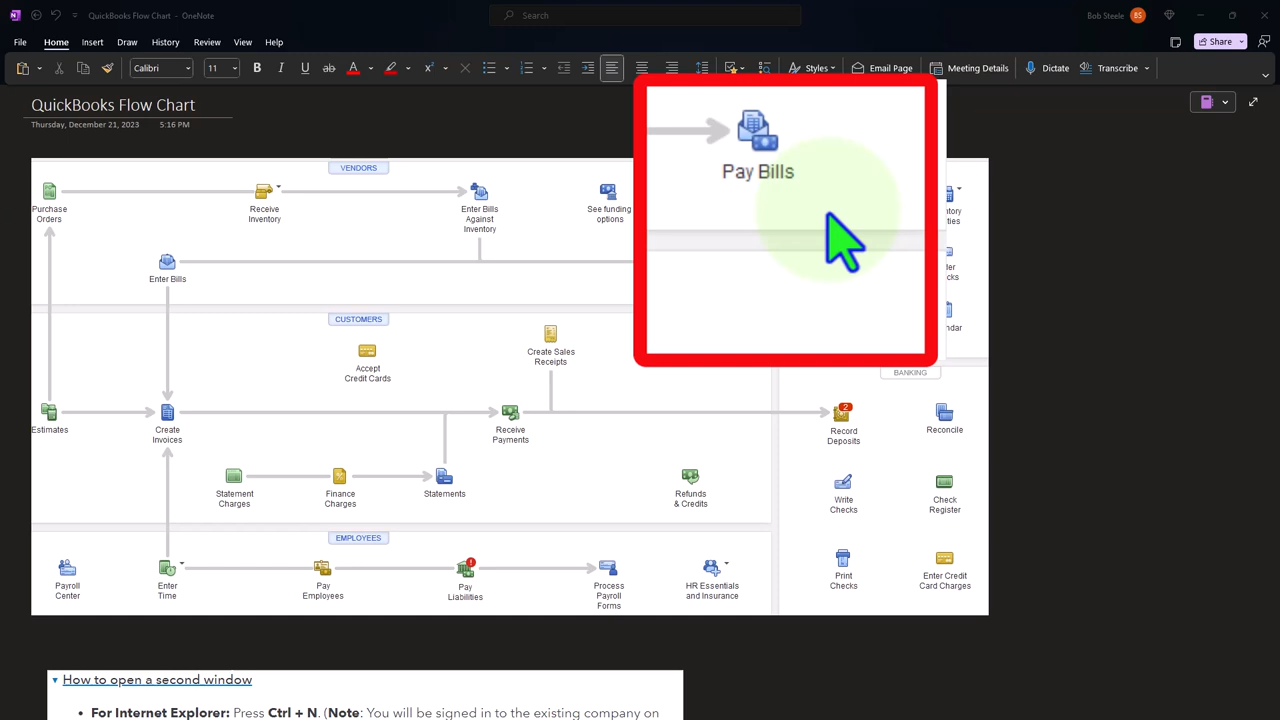 QuickBooks Flow Chart - OneNote
Search
Bob Steele
BS
File Home Insert Draw History Review View Help
Share
Calibri
11
B I U ab A x
Styles
Email Page
Meeting Details
Dictate
Transcribe
QuickBooks Flow Chart
Thursday, December 21, 2023 5:16 PM
VENDORS
Purchase
Orders
Receive
Inventory
Enter Bills
Against
Inventory
See funding
options
Pay Bills
Enter Bills
CUSTOMERS
Accept
Credit Cards
Create Sales
Receipts
Estimates
Create
Invoices
Receive
Payments
Statement
Charges
Finance
Charges
Statements
Refunds
& Credits
EMPLOYEES
Payroll
Center
Enter
Time
Pay
Employees
Pay
Liabilities
Process
Payroll
Forms
HR Essentials
and Insurance
BANKING
2
Record
Deposits
Reconcile
Write
Checks
Check
Register
Print
Checks
Enter Credit
Card Charges
How to open a second window
• For Internet Explorer: Press Ctrl + N. (Note: You will be signed in to the existing company on